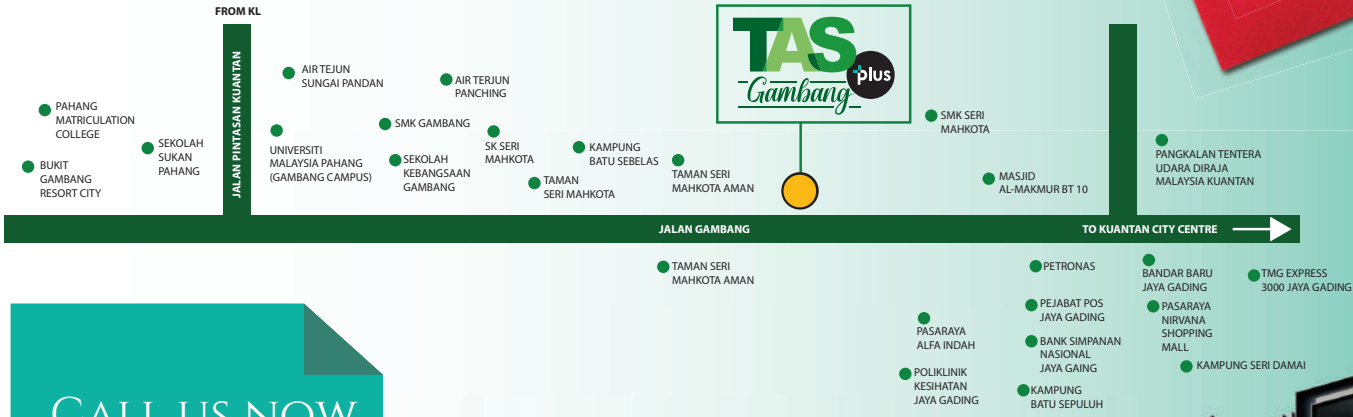 FROM KL
JALAN PINTASAN KUANTAN
PAHANG
MATRICULATION
COLLEGE
BUKIT
GAMBANG
RESORT CITY
SEKOLAH
SUKAN
PAHANG
AIR TEJUN
SUNGAI PANDAN
UNIVERSITI
MALAYSIA PAHANG
(GAMBANG CAMPUS)
AIR TERJUN
PANCHING
SMK GAMBANG
SEKOLAH
KEBANGSAAN
GAMBANG
SK SERI
MAHKOTA
TAMAN
SERI MAHKOTA
KAMPUNG
BATU SEBELAS
TAMAN SERI
MAHKOTA AMAN
TAS
Gambang
plus
SMK SERI
MAHKOTA
MASJID
AL-MAKMUR BT 10
PANGKALAN TENTERA
UDARA DIRAJA
MALAYSIA KUANTAN
JALAN GAMBANG
TO KUANTAN CITY CENTRE
TAMAN SERI
MAHKOTA AMAN
PASARAYA
ALFA INDAH
POLIKLINIK
KESIHATAN
JAYA GADING
PETRONAS
PEJABAT POS
JAYA GADING
BANK SIMPANAN
NASIONAL
JAYA GAING
KAMPUNG
BATU SEPULUH
BANDAR BARU
JAYA GADING
PASARAYA
NIRVANA
SHOPPING
MALL
KAMPUNG SERI DAMAI
TMG EXPRESS
3000 JAYA GADING
CALL US NOW